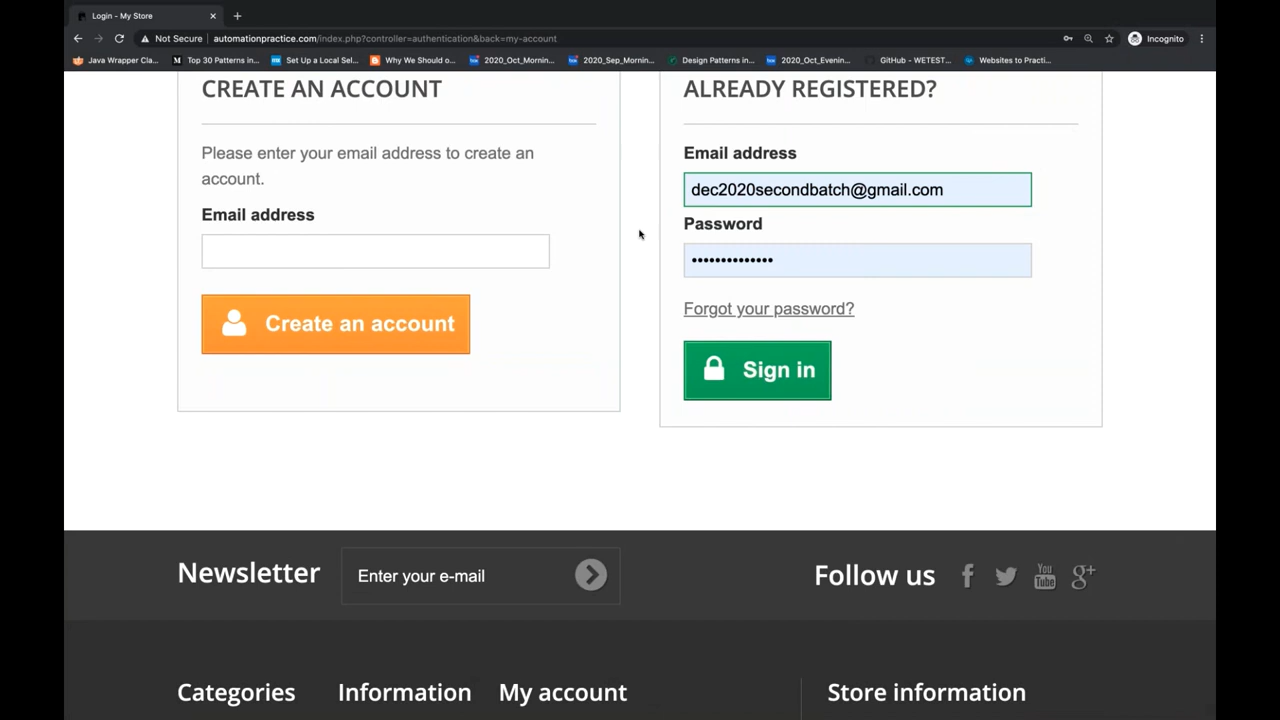 Login - My Store
Not Secure automationpractice.com/index.php?controller=authentication&back=my-account
Incognito
Java Wrapper Cla...
Top 30 Patterns in...
Set Up a Local Sel...
Why We Should o...
2020_Oct_Mornin...
2020_Sep_Mornin...
Design Patterns in...
2020_Oct_Evenin...
GitHub - WETEST...
Websites to Practi...
CREATE AN ACCOUNT
Please enter your email address to create an
account.
Email address
Create an account
ALREADY REGISTERED?
Email address
dec2020secondbatch@gmail.com
Password
••••••••••••••
Forgot your password?
Sign in
Newsletter
Enter your e-mail
Follow us
You
Tube
g+
Categories
Information
My account
Store information